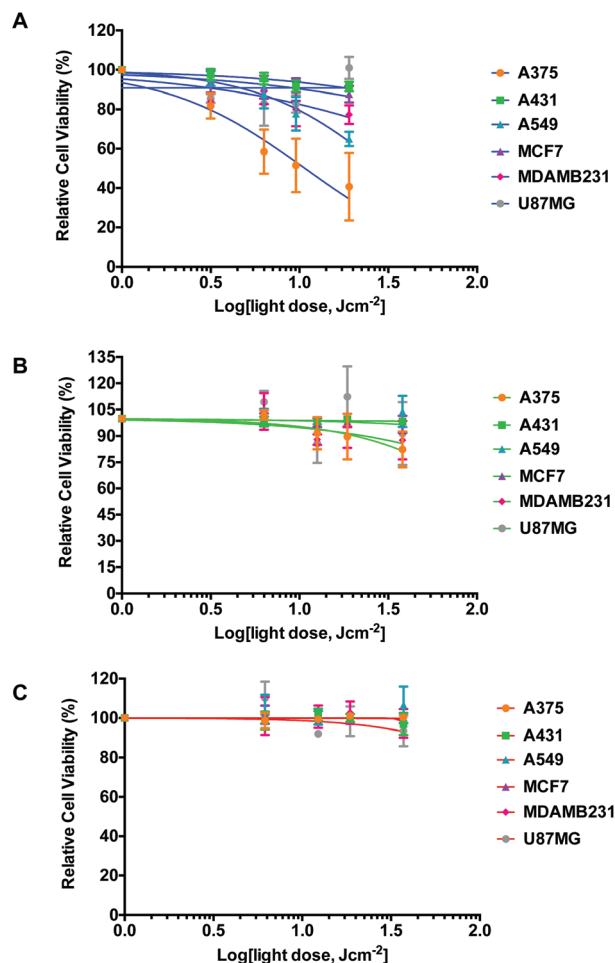 A
120
100
80
60
40
20
0
Relative Cell Viability (%)
0.0 0.5 1.0 1.5 2.0
Log[light dose, Jcm-2]
A375
A431
A549
MCF7
MDAMB231
U87MG
B
135
120
105
90
75
60
45
30
15
0
Relative Cell Viability (%)
0.0 0.5 1.0 1.5 2.0
Log[light dose, Jcm-2]
A375
A431
A549
MCF7
MDAMB231
U87MG
C
120
100
80
60
40
20
0
Relative Cell Viability (%)
0.0 0.5 1.0 1.5 2.0
Log[light dose, Jcm-2]
A375
A431
A549
MCF7
MDAMB231
U87MG